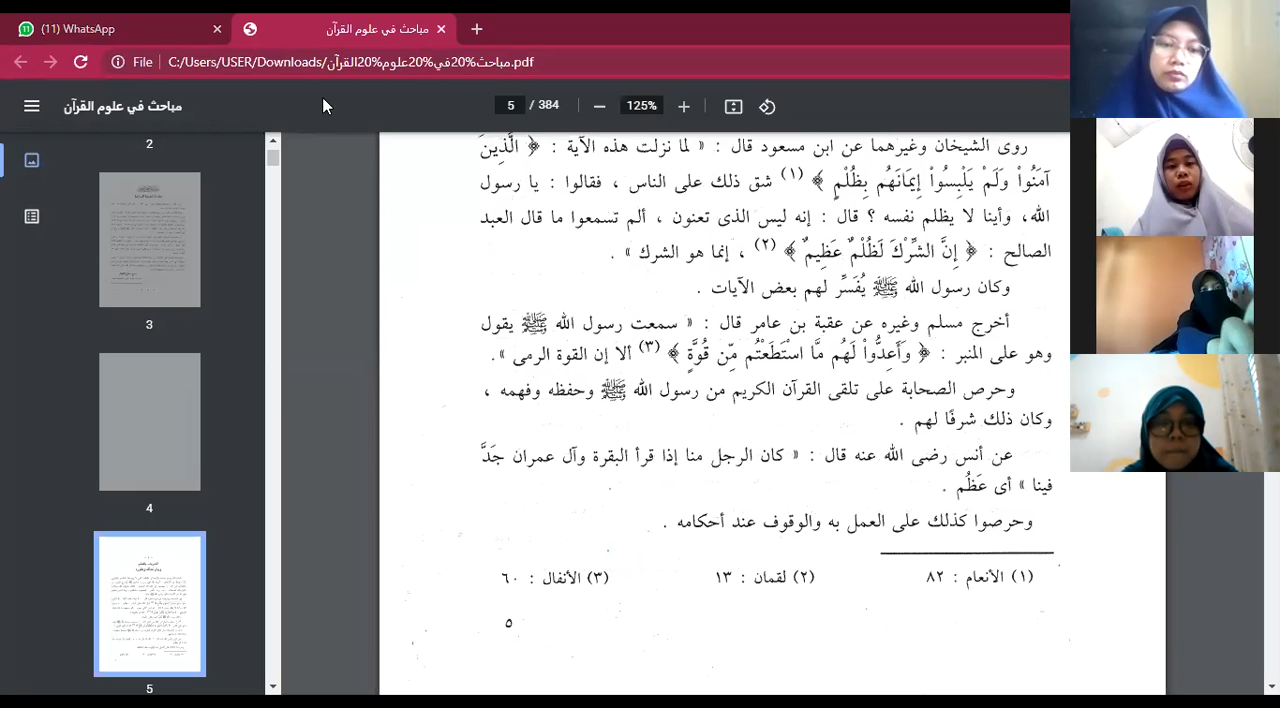 (11) WhatsApp
مباحث في علوم القرآن
File
C:/Users/USER/Downloads/مباحث%20في%20علوم%20القرآن.pdf
مباحث في علوم القرآن
5 / 384
125%
2
3
4
5
روى الشيخان وغيرهما عن ابن مسعود قال : « لما نزلت هذه الآية : ﴿ الَّذِينَ
آمَنُواْ وَلَمْ يَلْبِسُواْ إِيمَانَهُم بِظُلْمٍ ﴾ (١) شق ذلك على الناس ، فقالوا : يا رسول
الله، وأينا لا يظلم نفسه ؟ قال : إنه ليس الذى تعنون ، ألم تسمعوا ما قال العبد
الصالح : ﴿ إِنَّ الشِّرْكَ لَظُلْمٌ عَظِيمٌ ﴾ (٢) ، إنما هو الشرك » .
وكان رسول الله ﷺ يُفَسِّر لهم بعض الآيات .
أخرج مسلم وغيره عن عقبة بن عامر قال : « سمعت رسول الله ﷺ يقول
وهو على المنبر : ﴿ وَأَعِدُّواْ لَهُم مَّا اسْتَطَعْتُم مِّن قُوَّةٍ ﴾ (٣) ألا إن القوة الرمى » .
وحرص الصحابة على تلقى القرآن الكريم من رسول الله ﷺ وحفظه وفهمه ،
وكان ذلك شرفًا لهم .
عن أنس رضى الله عنه قال : « كان الرجل منا إذا قرأ البقرة وآل عمران جَدَّ
فينا » أى عَظُم .
وحرصوا كذلك على العمل به والوقوف عند أحكامه .
(١) الأنعام : ٨٢ (٢) لقمان : ١٣ (٣) الأنفال : ٦٠
٥